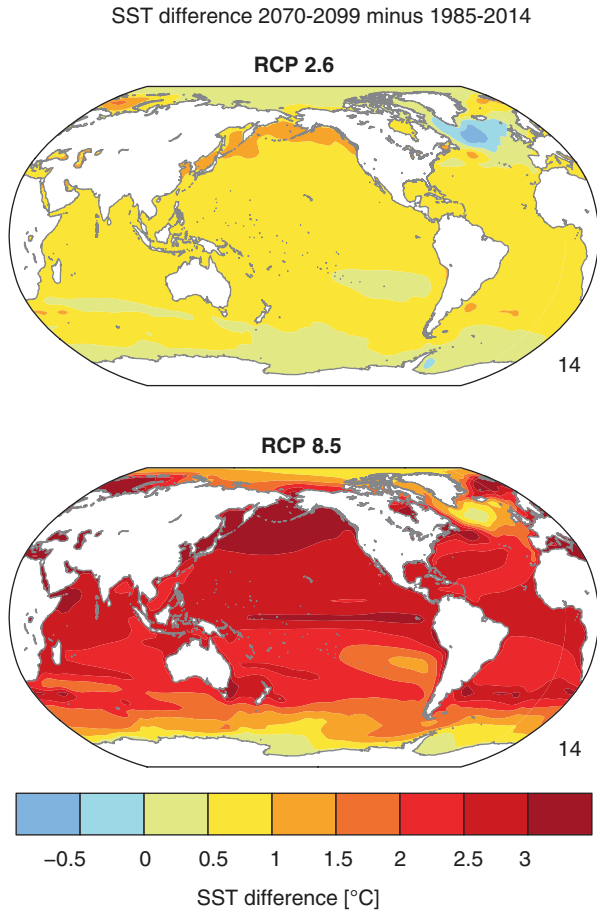 SST difference 2070-2099 minus 1985-2014
RCP 2.6
14
RCP 8.5
14
−0.5 0 0.5 1 1.5 2 2.5 3
SST difference [°C]